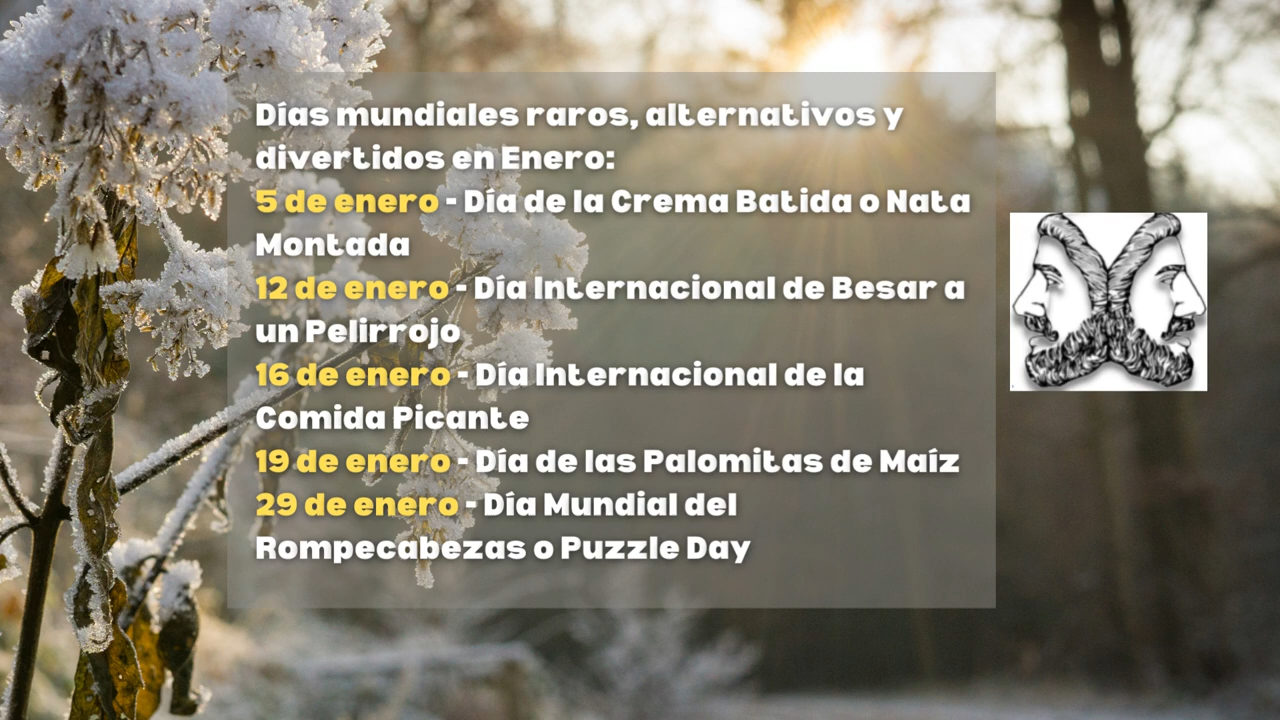 Días mundiales raros, alternativos y
divertidos en Enero:
5 de enero - Día de la Crema Batida o Nata
Montada
12 de enero - Día Internacional de Besar a
un Pelirrojo
16 de enero - Día Internacional de la
Comida Picante
19 de enero - Día de las Palomitas de Maíz
29 de enero - Día Mundial del
Rompecabezas o Puzzle Day